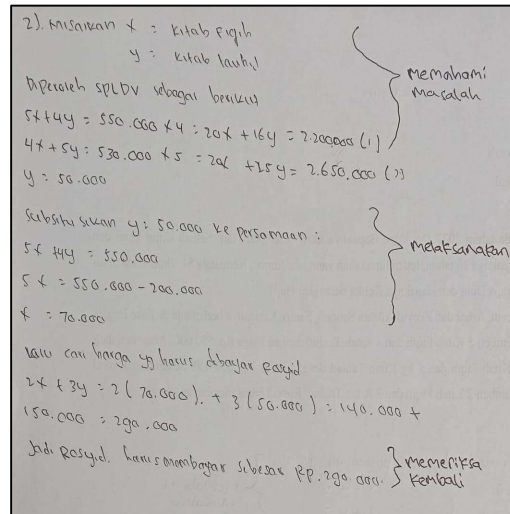 2). Misalkan x = kitab Fiqih
y = kitab tauhid
Diperoleh SPLDV sebagai berikut
5x+4y = 550.000 x 4 = 20x + 16y = 2.200.000 (1)
4x + 5y = 530.000 x 5 = 20x + 25y = 2.650.000 (2)
y = 50.000
memahami
masalah
Subsitusikan y = 50.000 ke persamaan :
5x + 4y = 550.000
5x = 550.000 - 200.000
x = 70.000
melaksanakan
Lalu cari harga yg harus dibayar Rosyid
2x + 3y = 2 (70.000). + 3 (50.000) = 140.000 +
150.000 = 290.000
Jadi Rosyid. harus membayar sebesar Rp. 290.000.
memeriksa
kembali